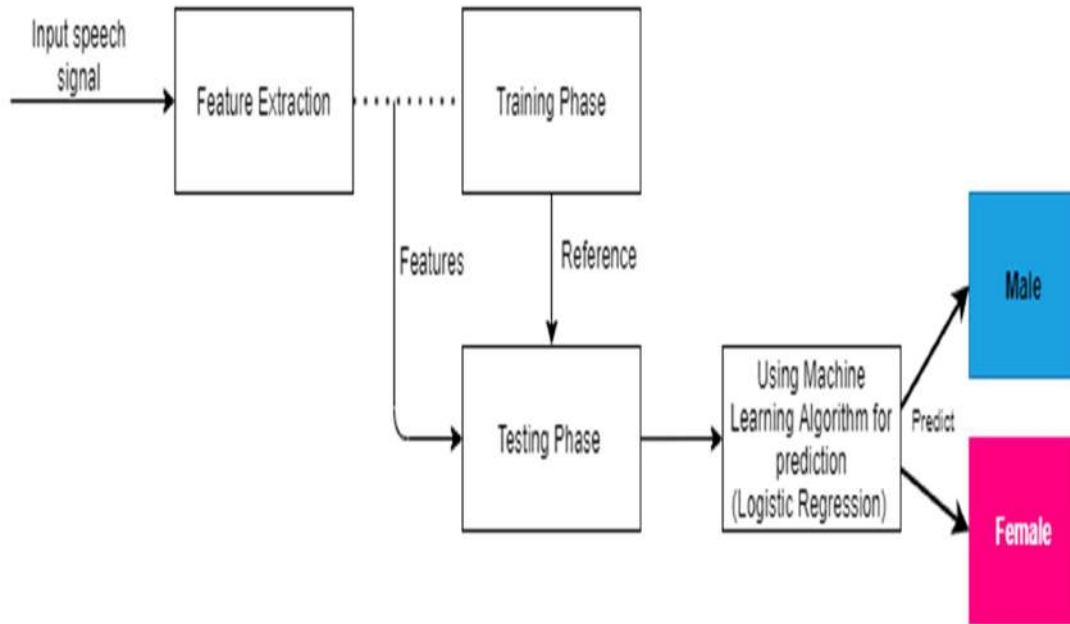 Input speech
signal
Feature Extraction
Training Phase
Features
Reference
Testing Phase
Using Machine
Learning Algorithm for
prediction
(Logistic Regression)
Predict
Male
Female